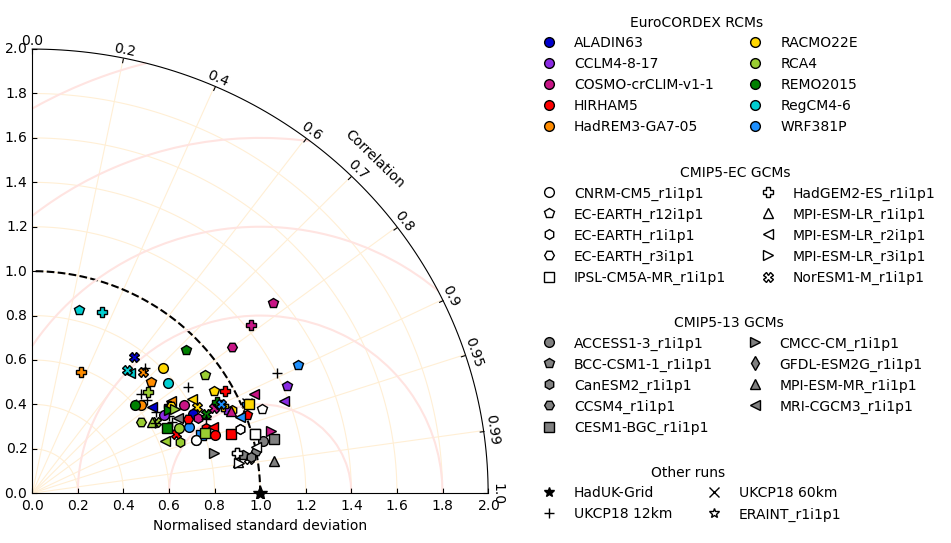 0.0
0.2
0.4
0.6
0.7
0.8
0.9
0.95
0.99
1.0
Correlation
2.0
1.8
1.6
1.4
1.2
1.0
0.8
0.6
0.4
0.2
0.0
0.0 0.2 0.4 0.6 0.8 1.0 1.2 1.4 1.6 1.8 2.0
Normalised standard deviation
EuroCORDEX RCMs
ALADIN63
CCLM4-8-17
COSMO-crCLIM-v1-1
HIRHAM5
HadREM3-GA7-05
RACMO22E
RCA4
REMO2015
RegCM4-6
WRF381P
CMIP5-EC GCMs
CNRM-CM5_r1i1p1
EC-EARTH_r12i1p1
EC-EARTH_r1i1p1
EC-EARTH_r3i1p1
IPSL-CM5A-MR_r1i1p1
HadGEM2-ES_r1i1p1
MPI-ESM-LR_r1i1p1
MPI-ESM-LR_r2i1p1
MPI-ESM-LR_r3i1p1
NorESM1-M_r1i1p1
CMIP5-13 GCMs
ACCESS1-3_r1i1p1
BCC-CSM1-1_r1i1p1
CanESM2_r1i1p1
CCSM4_r1i1p1
CESM1-BGC_r1i1p1
CMCC-CM_r1i1p1
GFDL-ESM2G_r1i1p1
MPI-ESM-MR_r1i1p1
MRI-CGCM3_r1i1p1
Other runs
HadUK-Grid
UKCP18 12km
UKCP18 60km
ERAINT_r1i1p1